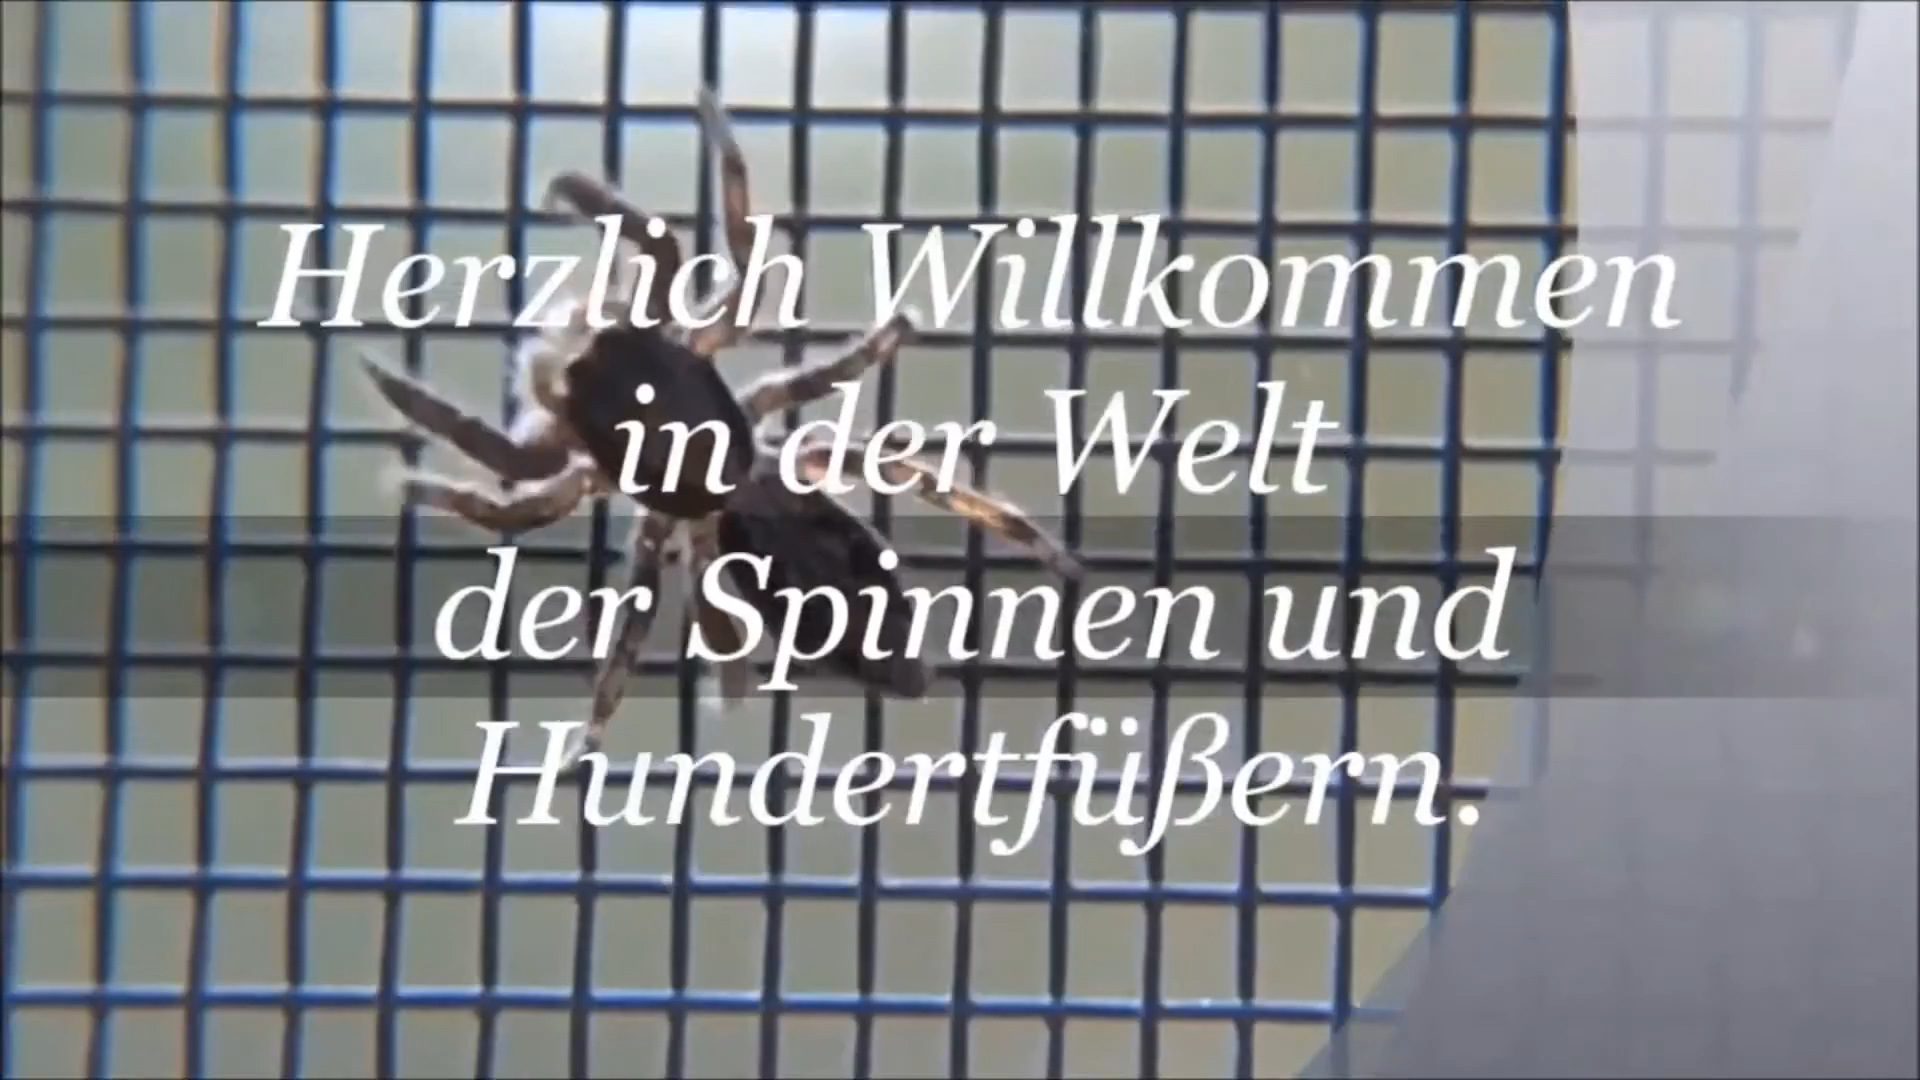 Herzlich Willkommen
in der Welt
der Spinnen und
Hundertfüßern.